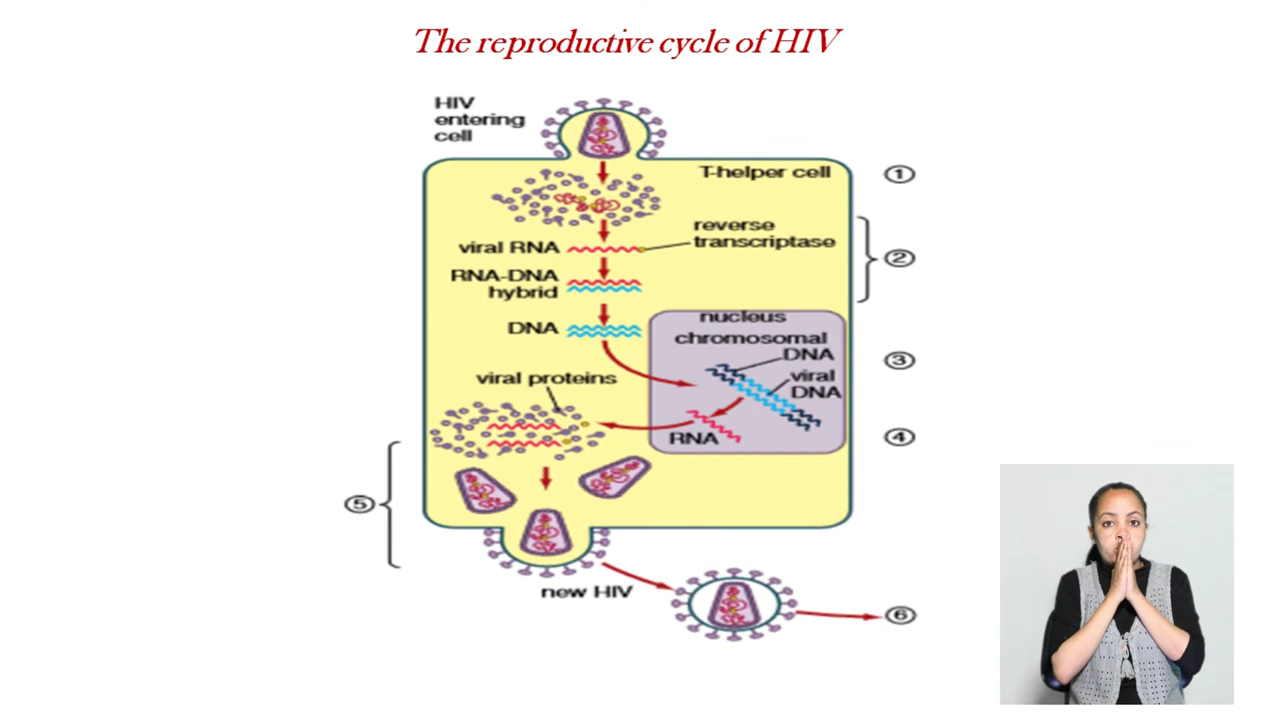 The reproductive cycle of HIV
HIV
entering
cell
T-helper cell
①
reverse
transcriptase
viral RNA
②
RNA-DNA
hybrid
DNA
nucleus
chromosomal
DNA
③
viral
DNA
viral proteins
RNA
④
⑤
new HIV
⑥